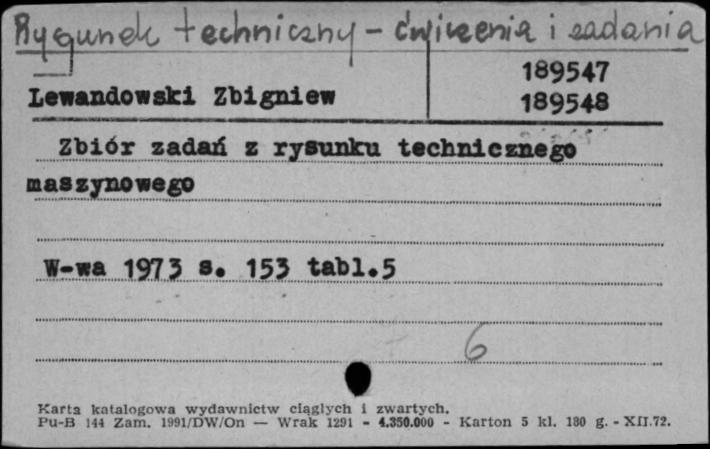 Rysunek techniczny - ćwiczenia i zadania
189547
Lewandowski Zbigniew
189548
Zbiór zadań z rysunku technicznego
maszynowego
W-wa 1973 s. 153 tabl.5
6
Karta katalogowa wydawnictw ciągłych i zwartych.
Pu-B 144 Zam. 1991/DW/On — Wrak 1291 - 4.350.000 - Karton 5 kl. 180 g. - XII.72.